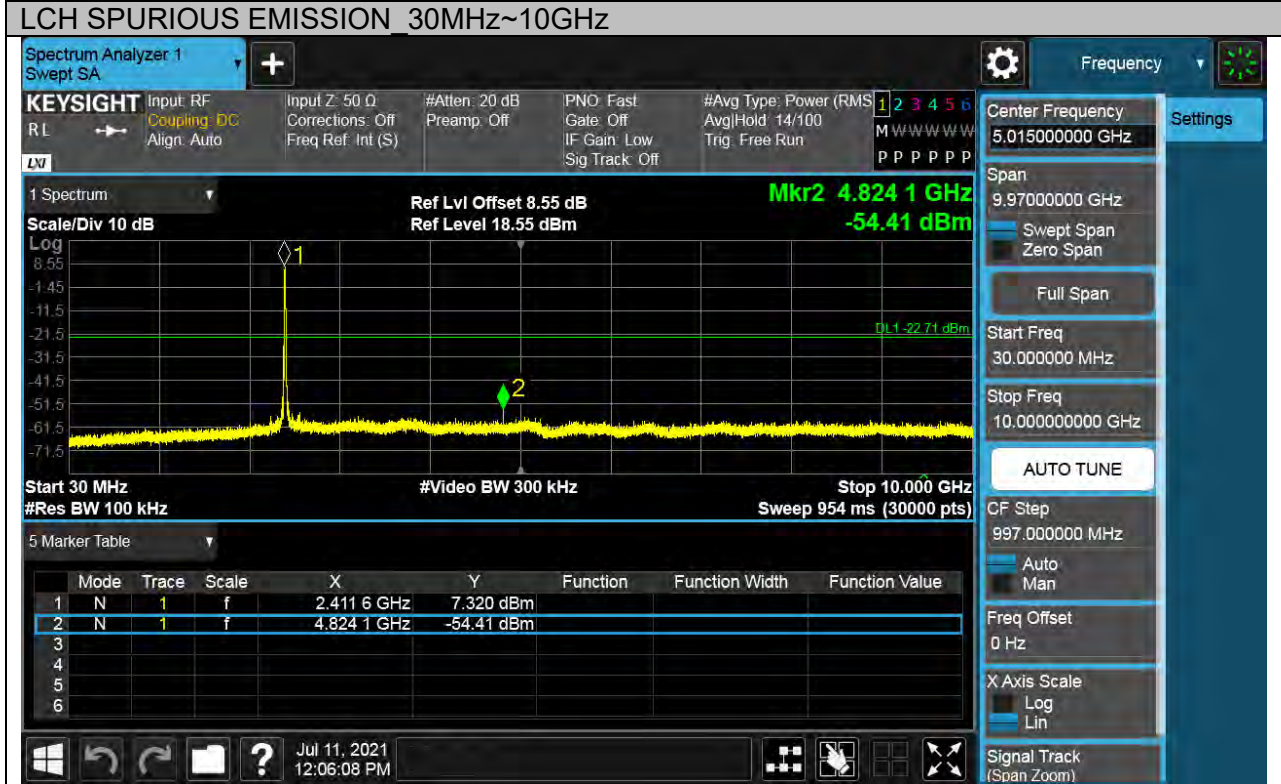 LCH SPURIOUS EMISSION_30MHz~10GHz
Spectrum Analyzer 1
Swept SA
+
Frequency
KEYSIGHT
RL
LXI
Input: RF
Coupling: DC
Align: Auto
Input Z: 50 Ω
Corrections: Off
Freq Ref: Int (S)
#Atten: 20 dB
Preamp: Off
PNO: Fast
Gate: Off
IF Gain: Low
Sig Track: Off
#Avg Type: Power (RMS
Avg|Hold: 14/100
Trig: Free Run
1 2 3 4 5 6
M W W W W W
P P P P P P
1 Spectrum
Scale/Div 10 dB
Ref Lvl Offset 8.55 dB
Ref Level 18.55 dBm
Mkr2 4.824 1 GHz
-54.41 dBm
Log
8.55
-1.45
-11.5
-21.5
-31.5
-41.5
-51.5
-61.5
-71.5
1
2
DL1 -22.71 dBm
Start 30 MHz
#Res BW 100 kHz
#Video BW 300 kHz
Stop 10.000 GHz
Sweep 954 ms (30000 pts)
5 Marker Table
Mode Trace Scale X Y Function Function Width Function Value
1 N 1 f 2.411 6 GHz 7.320 dBm
2 N 1 f 4.824 1 GHz -54.41 dBm
3
4
5
6
?
Jul 11, 2021
12:06:08 PM
Center Frequency
5.015000000 GHz
Settings
Span
9.97000000 GHz
Swept Span
Zero Span
Full Span
Start Freq
30.000000 MHz
Stop Freq
10.000000000 GHz
AUTO TUNE
CF Step
997.000000 MHz
Auto
Man
Freq Offset
0 Hz
X Axis Scale
Log
Lin
Signal Track
(Span Zoom)